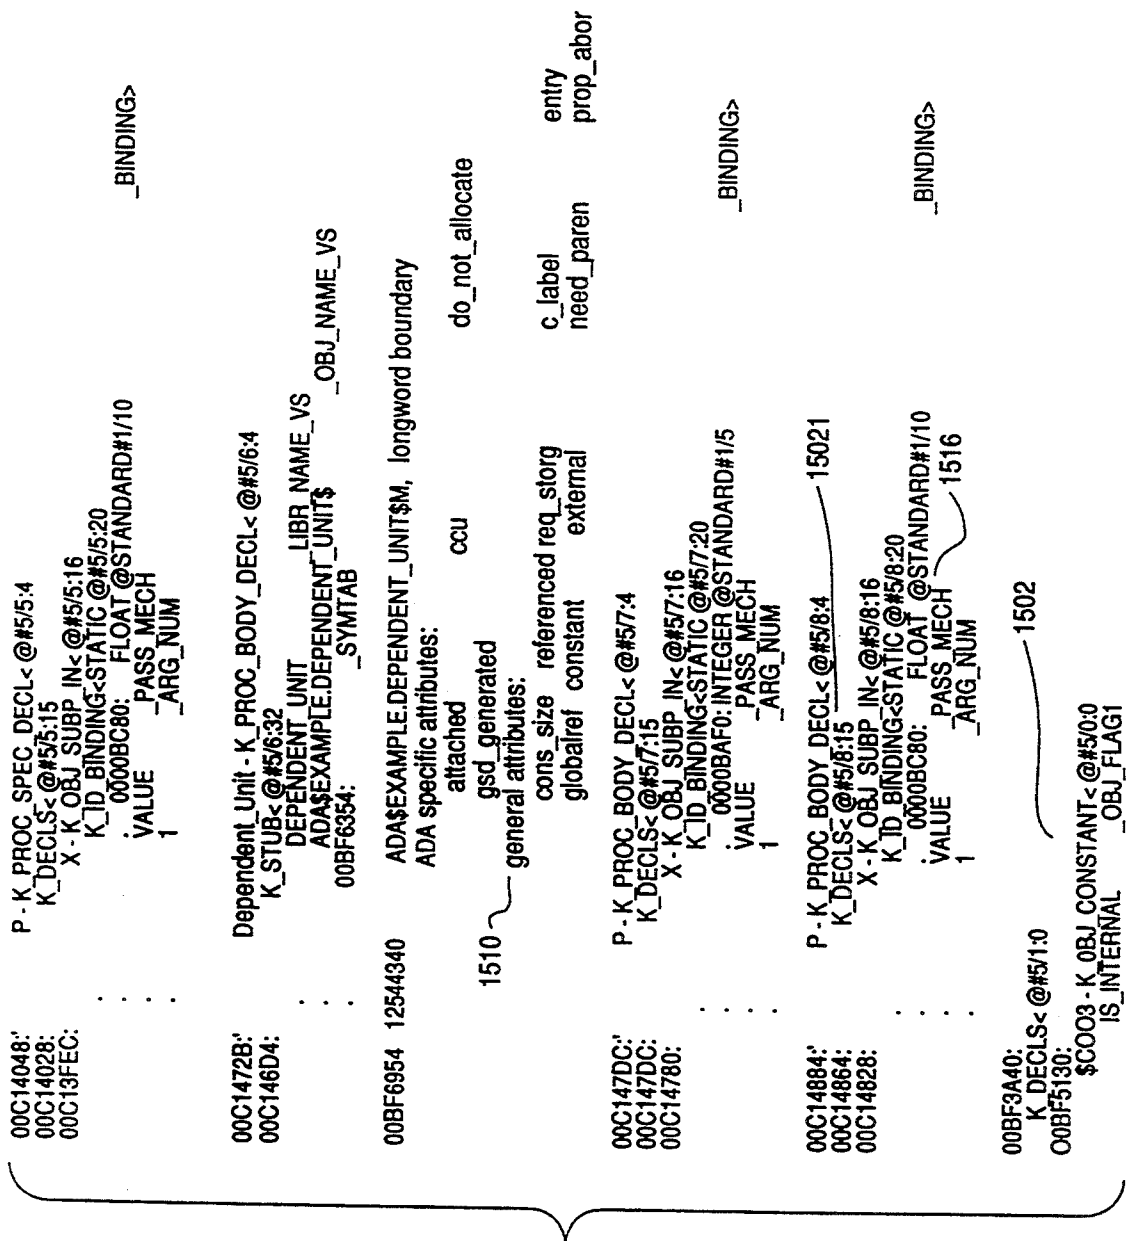 00C14048:' P - K_PROC_SPEC_DECL< @#5/5:4
00C14028: K_DECLS< @#5/5:15
00C13FEC: X - K_OBJ_SUBP_IN< @#5/5:16
. K_ID_BINDING<STATIC @#5/5:20 _BINDING>
. 0000BC80: FLOAT @STANDARD#1/10
. VALUE _PASS_MECH
. 1 _ARG_NUM
00C1472B:' Dependent_Unit - K_PROC_BODY_DECL< @#5/6:4
00C146D4: K_STUB< @#5/6:32
. DEPENDENT_UNIT LIBR_NAME_VS
. ADA$EXAMPLE.DEPENDENT_UNIT$ _OBJ_NAME_VS
. 00BF6354: _SYMTAB
00BF6954 12544340 ADA$EXAMPLE.DEPENDENT_UNIT$M, longword boundary
ADA specific attributes:
attached ccu do_not_allocate
gsd_generated
1510 general attributes:
cons_size referenced req_storg c_label entry
globalref constant external need_paren prop_abor
00C147DC:' P - K_PROC_BODY_DECL< @#5/7:4
00C147DC: K_DECLS< @#5/7:15
00C14780: X - K_OBJ_SUBP_IN< @#5/7:16
. K_ID_BINDING<STATIC @#5/7:20 _BINDING>
. 0000BAF0: INTEGER @STANDARD#1/5
. VALUE _PASS_MECH
. 1 _ARG_NUM
00C14884:' P - K_PROC_BODY_DECL< @#5/8:4 15021
00C14864: K_DECLS< @#5/8:15
00C14828: X - K_OBJ_SUBP_IN< @#5/8:16
. K_ID_BINDING<STATIC @#5/8:20 _BINDING>
. 0000BC80: FLOAT @STANDARD#1/10
. VALUE _PASS_MECH 1516
. 1 _ARG_NUM
00BF3A40: 1502
K_DECLS< @#5/1:0
O0BF5130:
$COO3 - K_OBJ_CONSTANT< @#5/0:0
IS_INTERNAL _OBJ_FLAG1